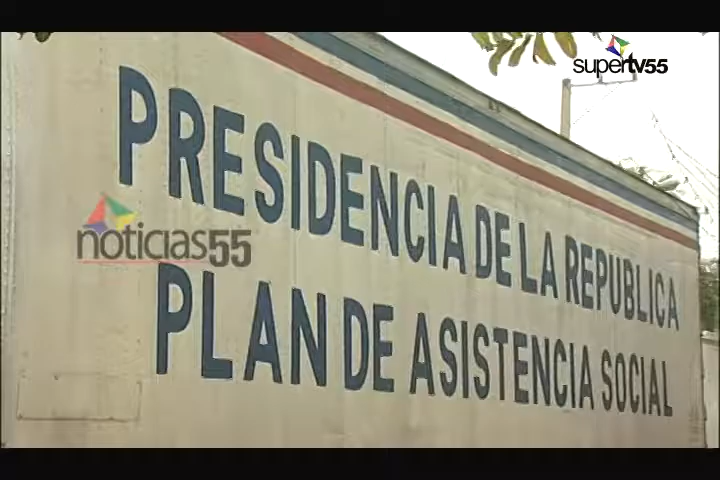 supertv55
PRESIDENCIA DE LA REPUBLICA
noticias55
PLAN DE ASISTENCIA SOCIAL